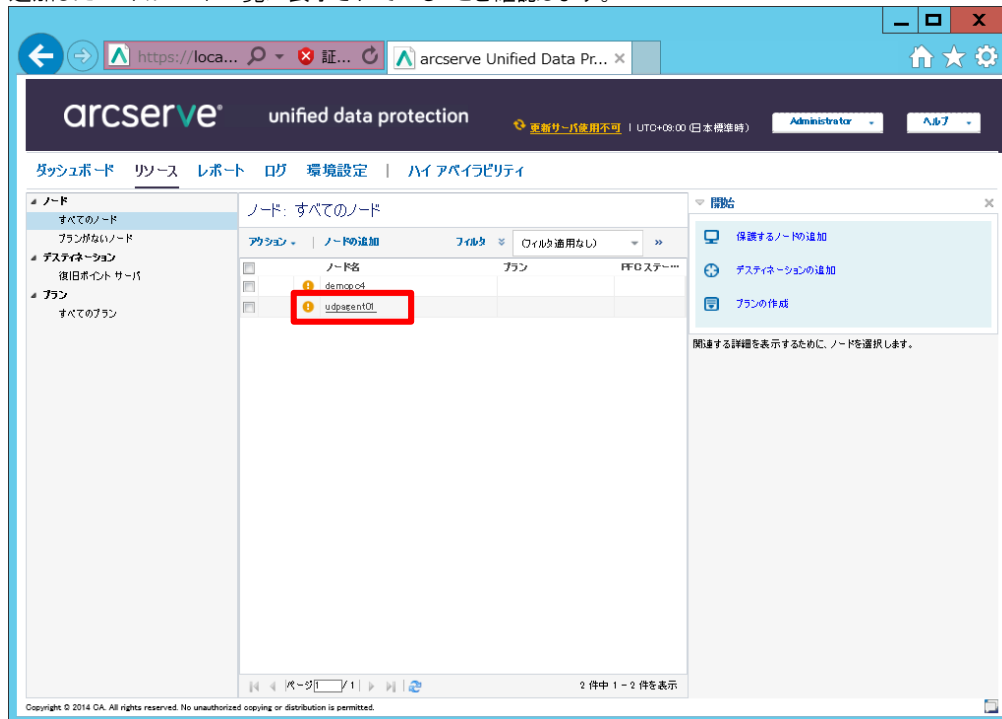 https://loca...
証...
arcserve Unified Data Pr...
arcserve® unified data protection
更新サーバ使用不可 | UTC+09:00 (日本標準時)
Administrator
ヘルプ
ダッシュボード リソース レポート ログ 環境設定 | ハイ アベイラビリティ
ノード
すべてのノード
プランがないノード
デスティネーション
復旧ポイント サーバ
プラン
すべてのプラン
ノード: すべてのノード
アクション | ノードの追加 フィルタ (フィルタ適用なし) »
ノード名 プラン PFC ステー...
demopc4
udpagent01
ページ 1 / 1
2 件中 1 - 2 件を表示
開始
保護するノードの追加
デスティネーションの追加
プランの作成
関連する詳細を表示するために、ノードを選択します。
Copyright © 2014 CA. All rights reserved. No unauthorized copying or distribution is permitted.